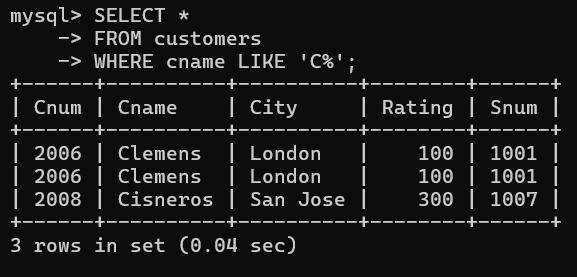 mysql> SELECT *
    -> FROM customers
    -> WHERE cname LIKE 'C%';
+------+----------+----------+--------+------+
| Cnum | Cname    | City     | Rating | Snum |
+------+----------+----------+--------+------+
| 2006 | Clemens  | London   |    100 | 1001 |
| 2006 | Clemens  | London   |    100 | 1001 |
| 2008 | Cisneros | San Jose |    300 | 1007 |
+------+----------+----------+--------+------+
3 rows in set (0.04 sec)